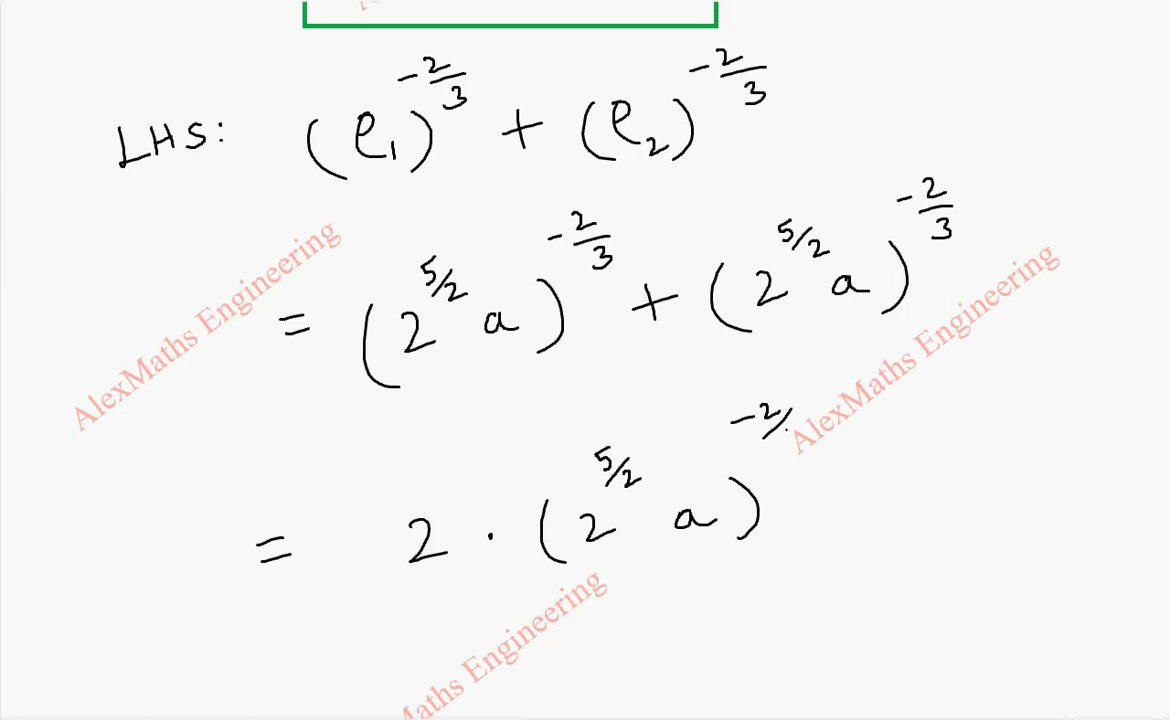 LHS: (ρ₁)^(-2/3) + (ρ₂)^(-2/3)
= (2^(5/2) a)^(-2/3) + (2^(5/2) a)^(-2/3)
= 2 · (2^(5/2) a)^(-2/
AlexMaths Engineering
AlexMaths Engineering
AlexMaths Engineering